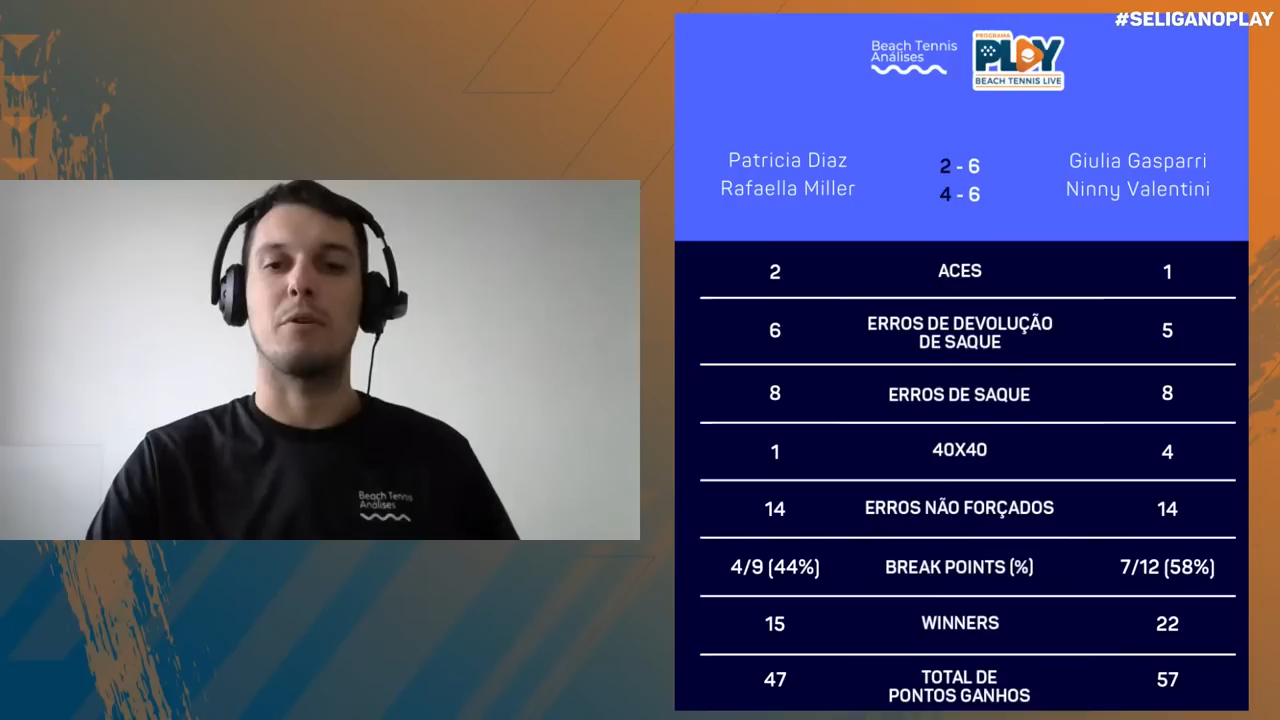 #SELIGANOPLAY
Beach Tennis
Análises
PROGRAMA
PLAY
BEACH TENNIS LIVE
Patricia Diaz
Rafaella Miller
2 - 6
4 - 6
Giulia Gasparri
Ninny Valentini
2 ACES 1
6 ERROS DE DEVOLUÇÃO
DE SAQUE 5
8 ERROS DE SAQUE 8
1 40X40 4
14 ERROS NÃO FORÇADOS 14
4/9 (44%) BREAK POINTS (%) 7/12 (58%)
15 WINNERS 22
47 TOTAL DE
PONTOS GANHOS 57
Beach Tennis
Análises